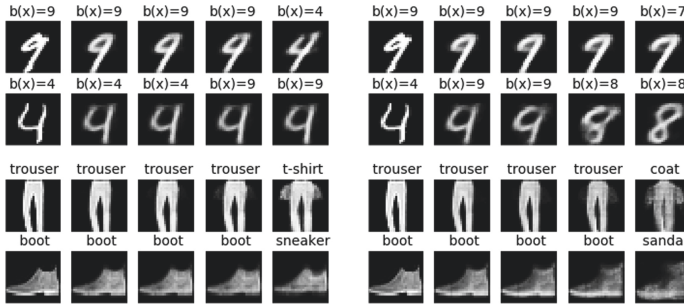 b(x)=9 b(x)=9 b(x)=9 b(x)=9 b(x)=4 b(x)=9 b(x)=9 b(x)=9 b(x)=9 b(x)=7
b(x)=4 b(x)=4 b(x)=4 b(x)=9 b(x)=9 b(x)=4 b(x)=9 b(x)=9 b(x)=8 b(x)=8
trouser trouser trouser trouser t-shirt trouser trouser trouser trouser coat
boot boot boot boot sneaker boot boot boot boot sanda